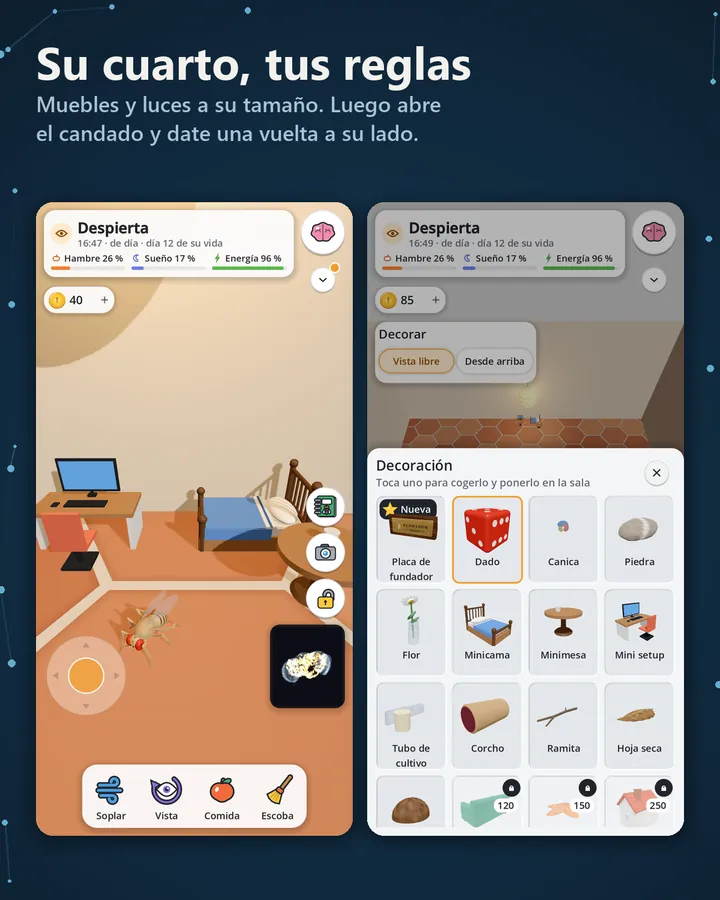 Su cuarto, tus reglas
Muebles y luces a su tamaño. Luego abre
el candado y date una vuelta a su lado.
Despierta
16:47 · de día · día 12 de su vida
Hambre 26 % Sueño 17 % Energía 96 %
40 +
Soplar Vista Comida Escoba
Despierta
16:49 · de día · día 12 de su vida
Hambre 26 % Sueño 17 % Energía 96 %
85 +
Decorar
Vista libre Desde arriba
Decoración
Toca uno para cogerlo y ponerlo en la sala
Nueva
Placa de
fundador
Dado
Canica
Piedra
Flor
Minicama
Minimesa
Mini setup
Tubo de
cultivo
Corcho
Ramita
Hoja seca
120
150
250